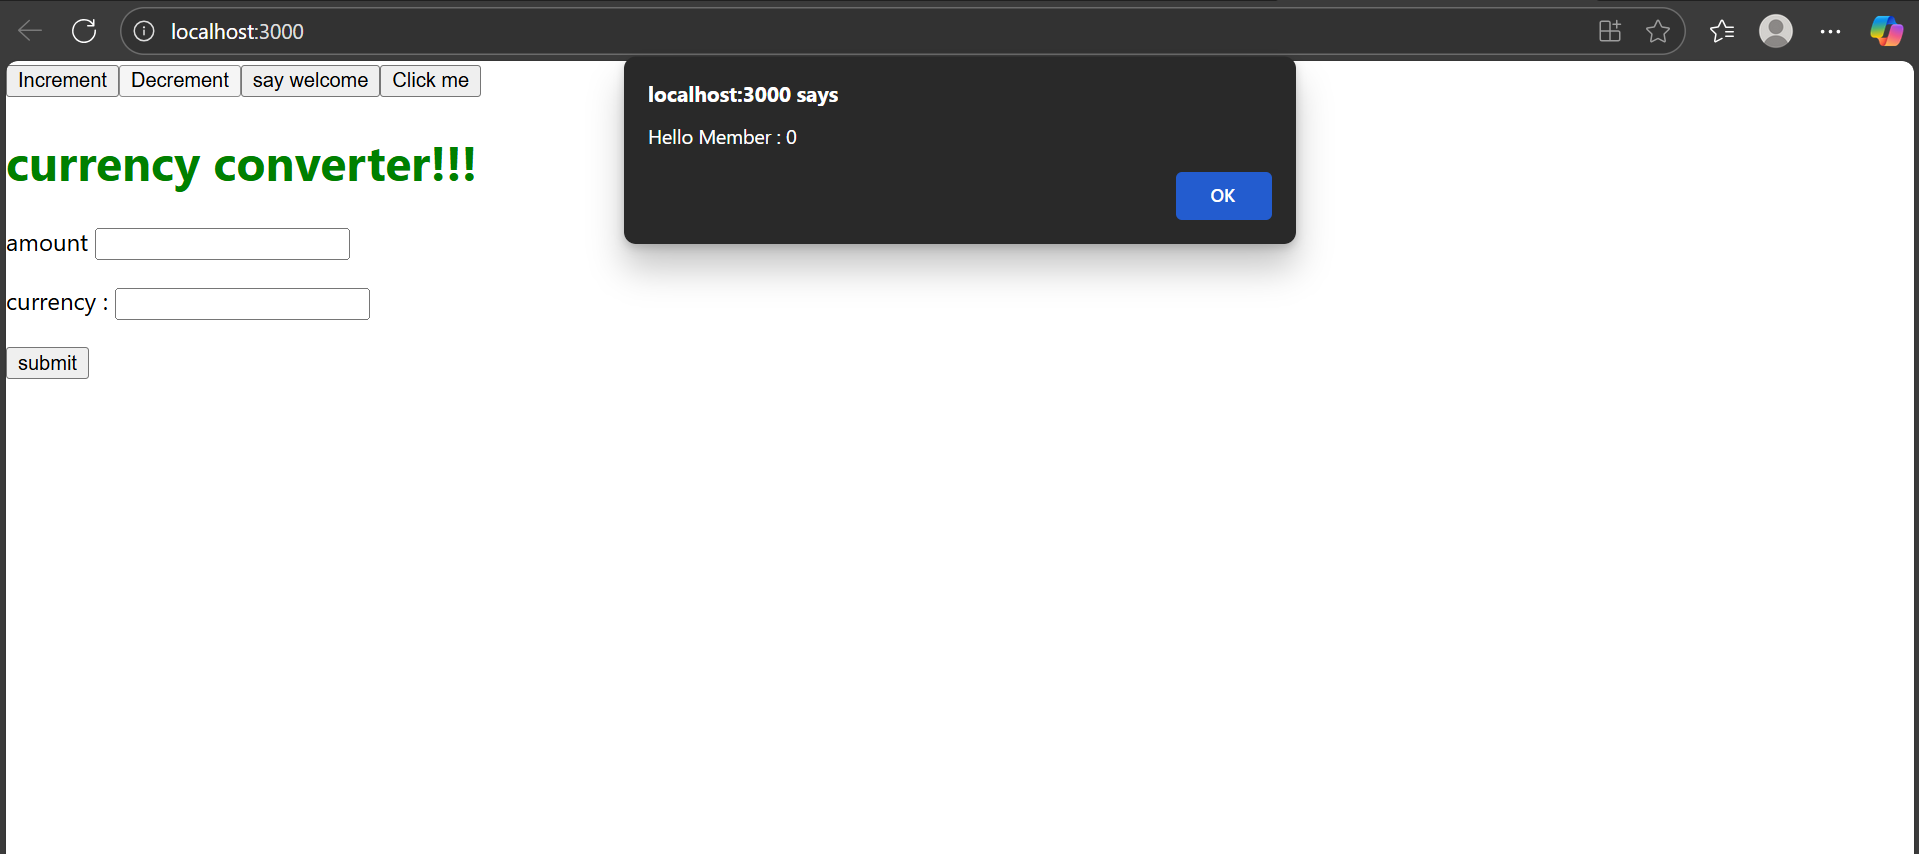 localhost:3000
Increment Decrement say welcome Click me
localhost:3000 says
Hello Member : 0
OK
currency converter!!!
amount
currency :
submit